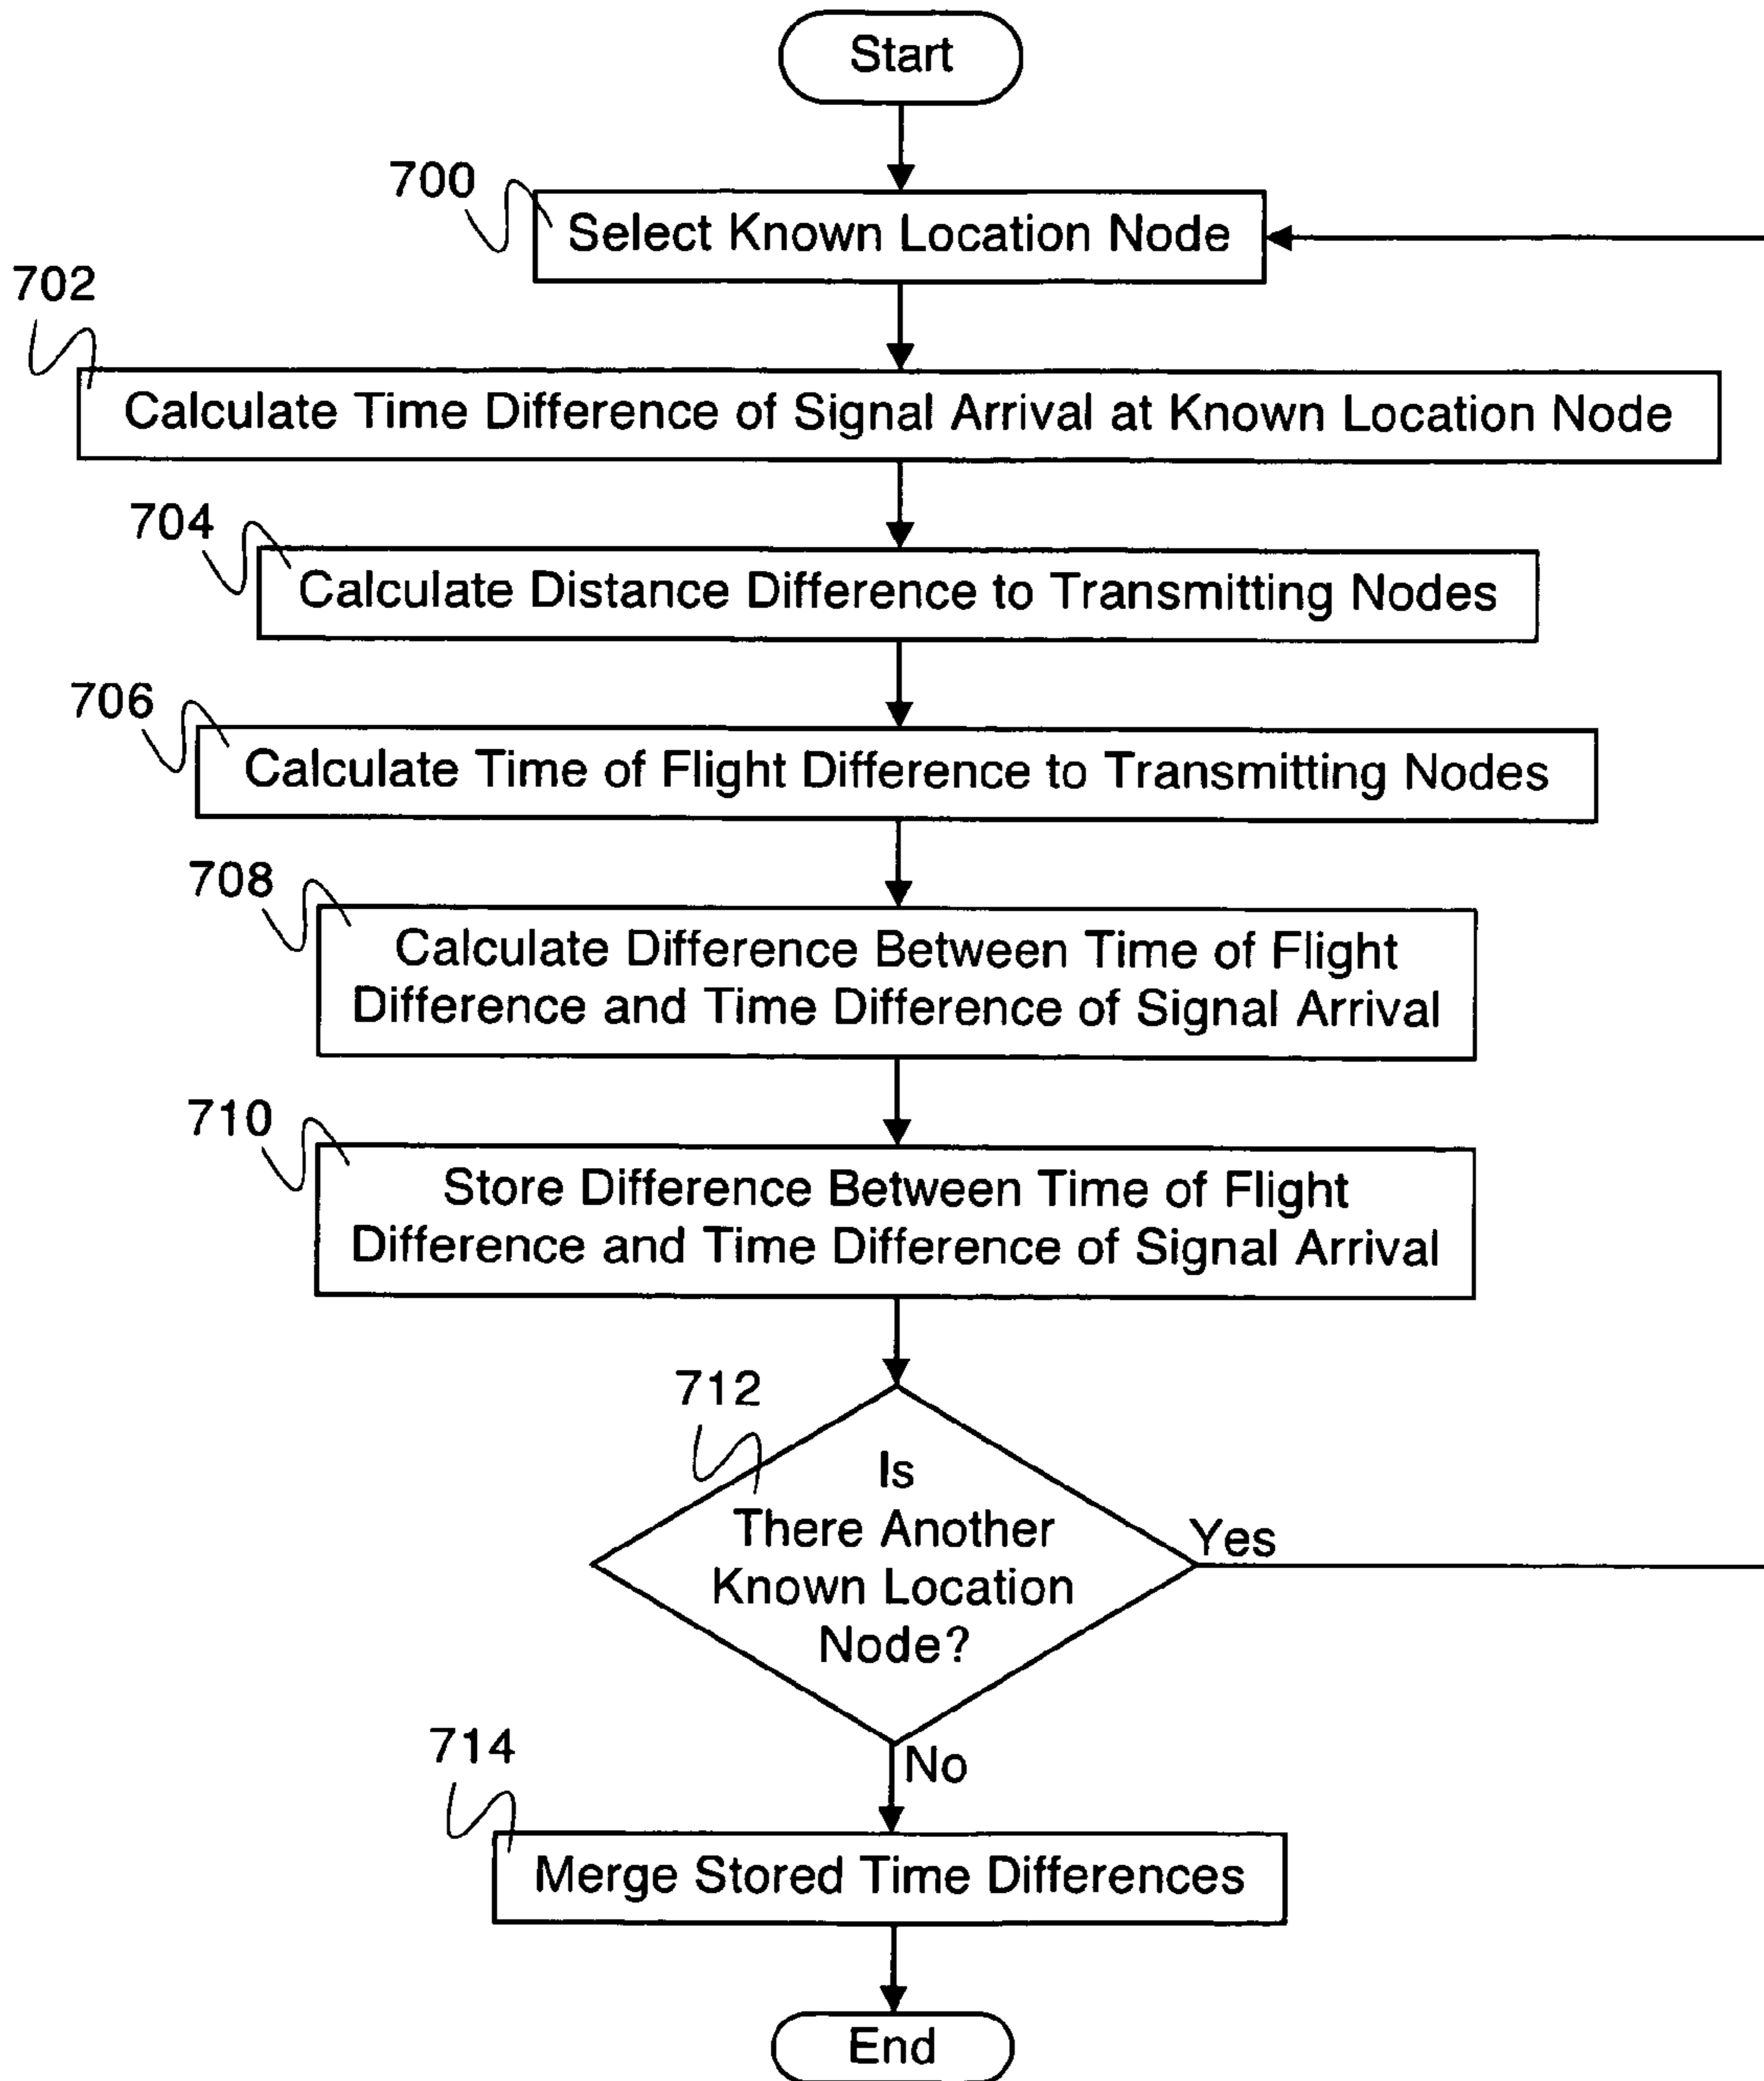 Start
700
Select Known Location Node
702
Calculate Time Difference of Signal Arrival at Known Location Node
704
Calculate Distance Difference to Transmitting Nodes
706
Calculate Time of Flight Difference to Transmitting Nodes
708
Calculate Difference Between Time of Flight
Difference and Time Difference of Signal Arrival
710
Store Difference Between Time of Flight
Difference and Time Difference of Signal Arrival
712
Is
There Another
Known Location
Node?
Yes
No
714
Merge Stored Time Differences
End